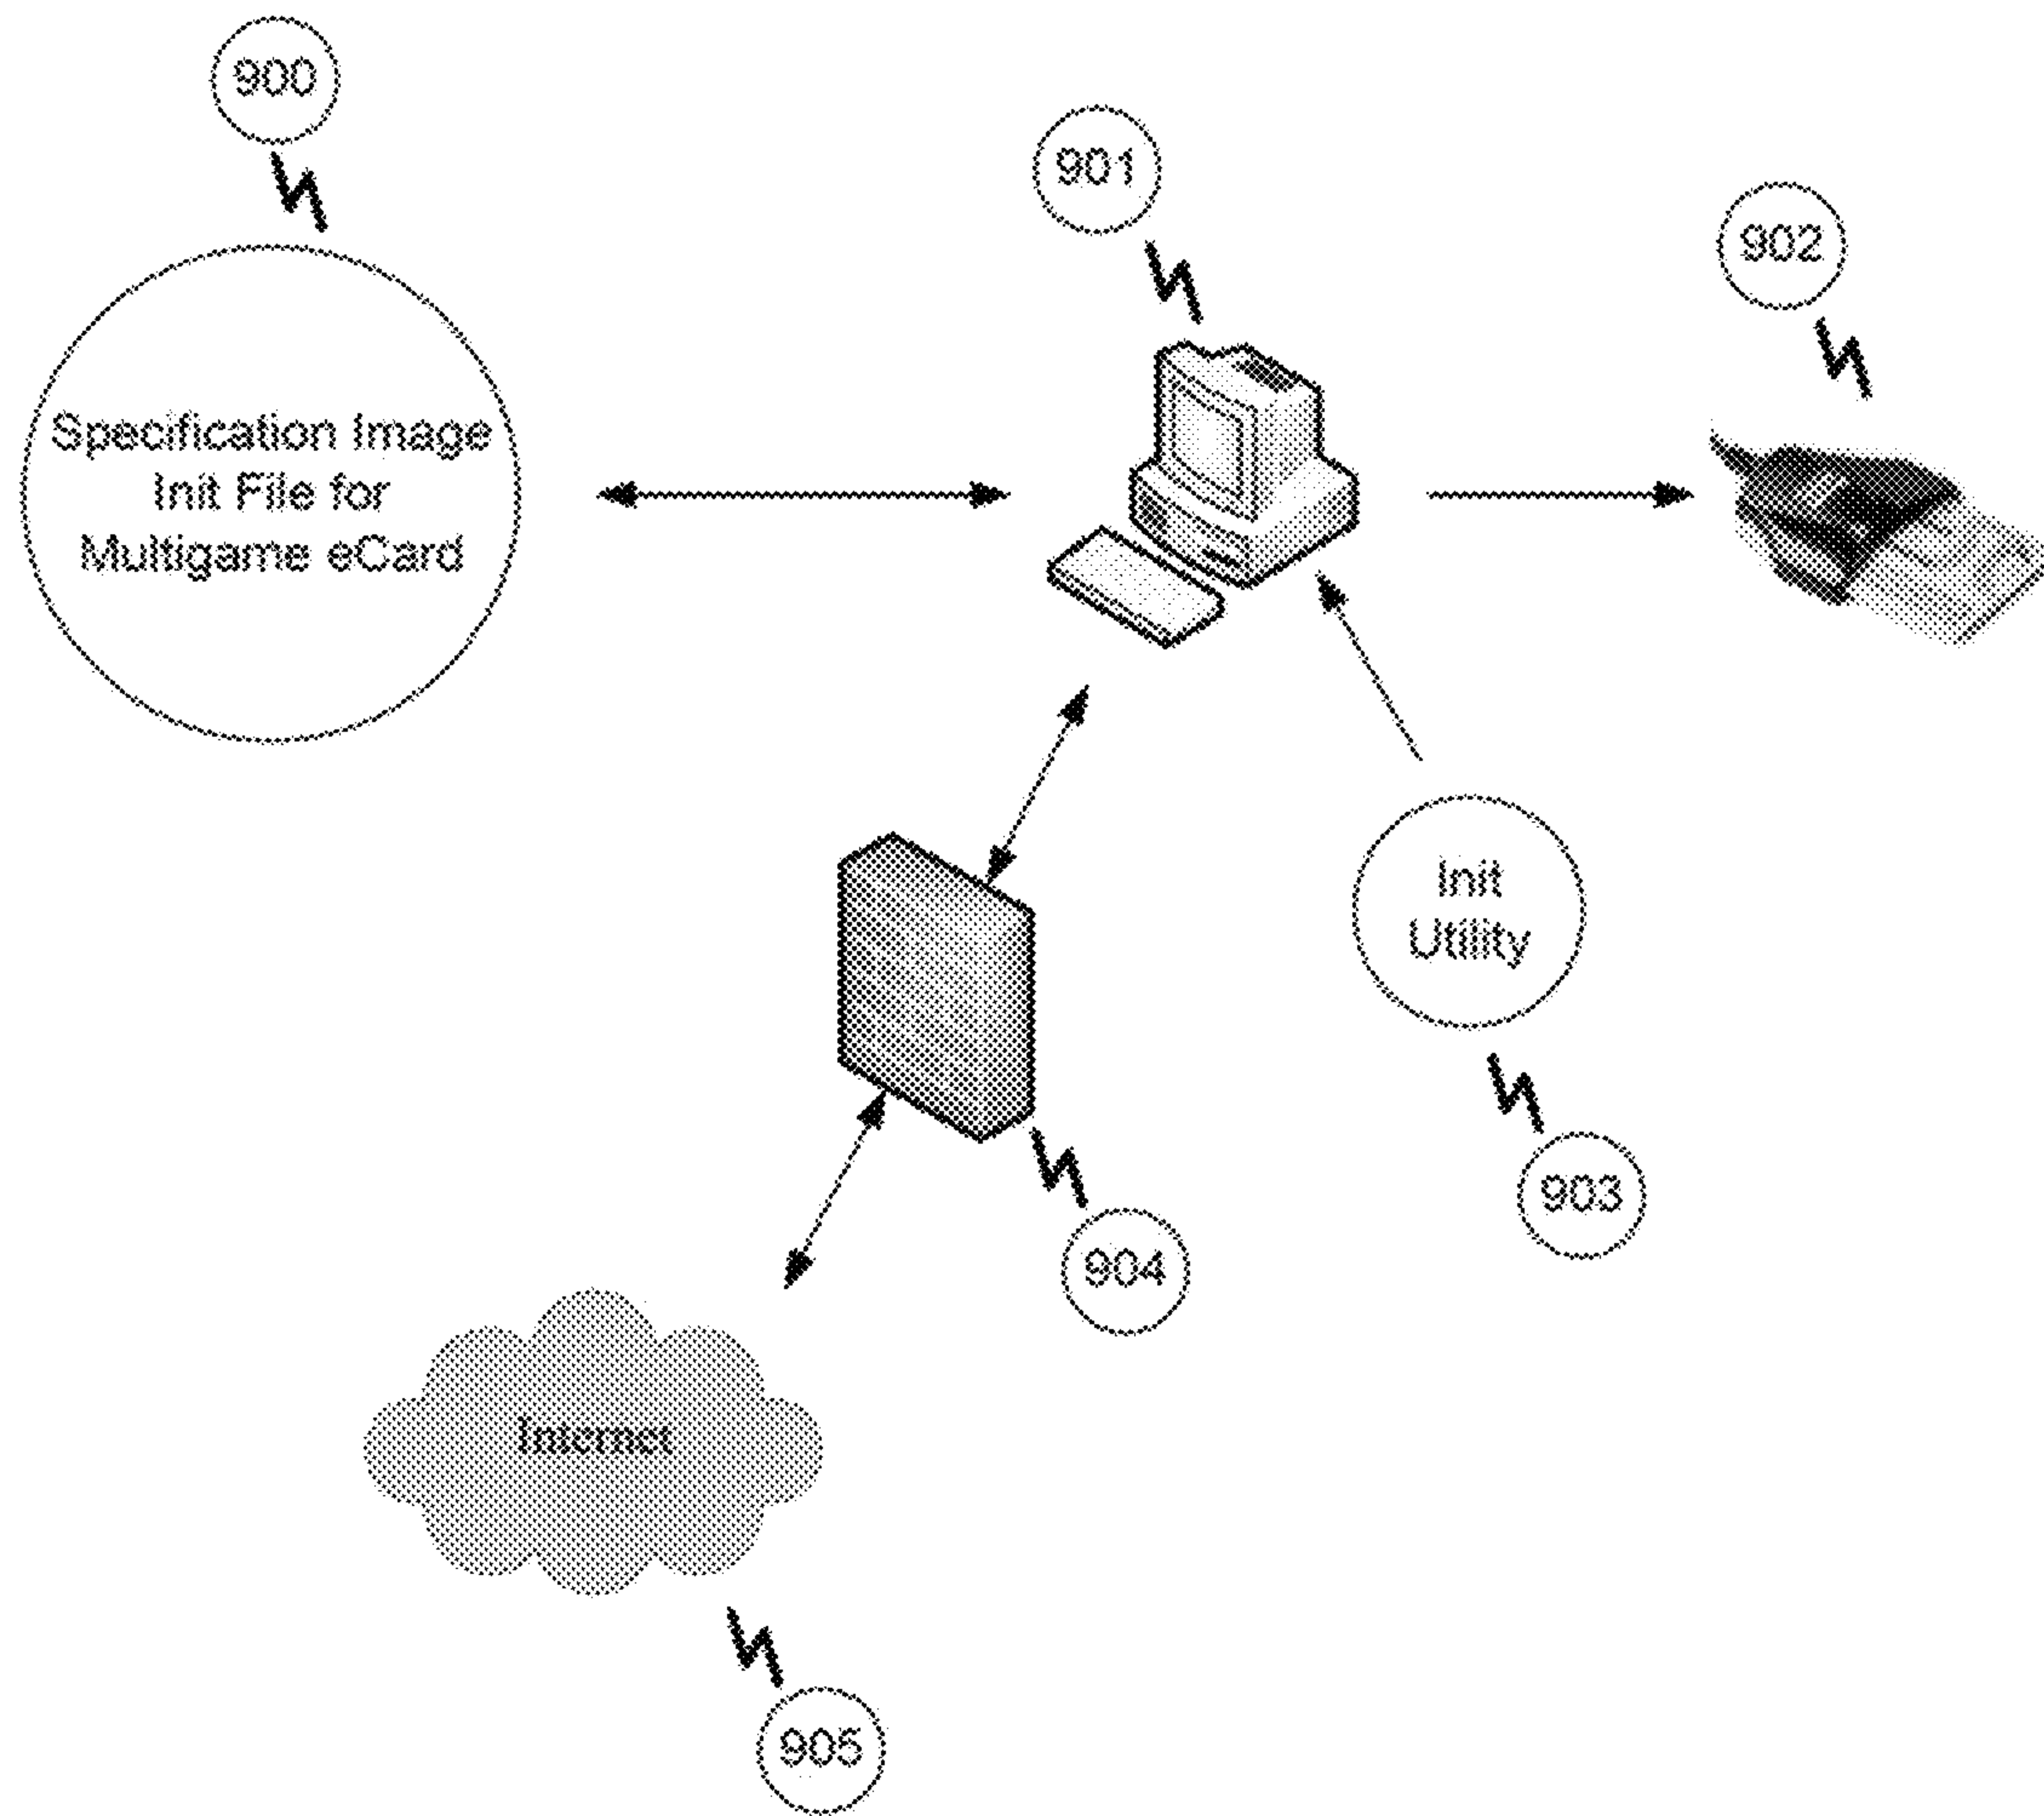 900
901
902
Specification Image
Init File for
Multigame eCard
Init
Utility
903
904
Internet
905